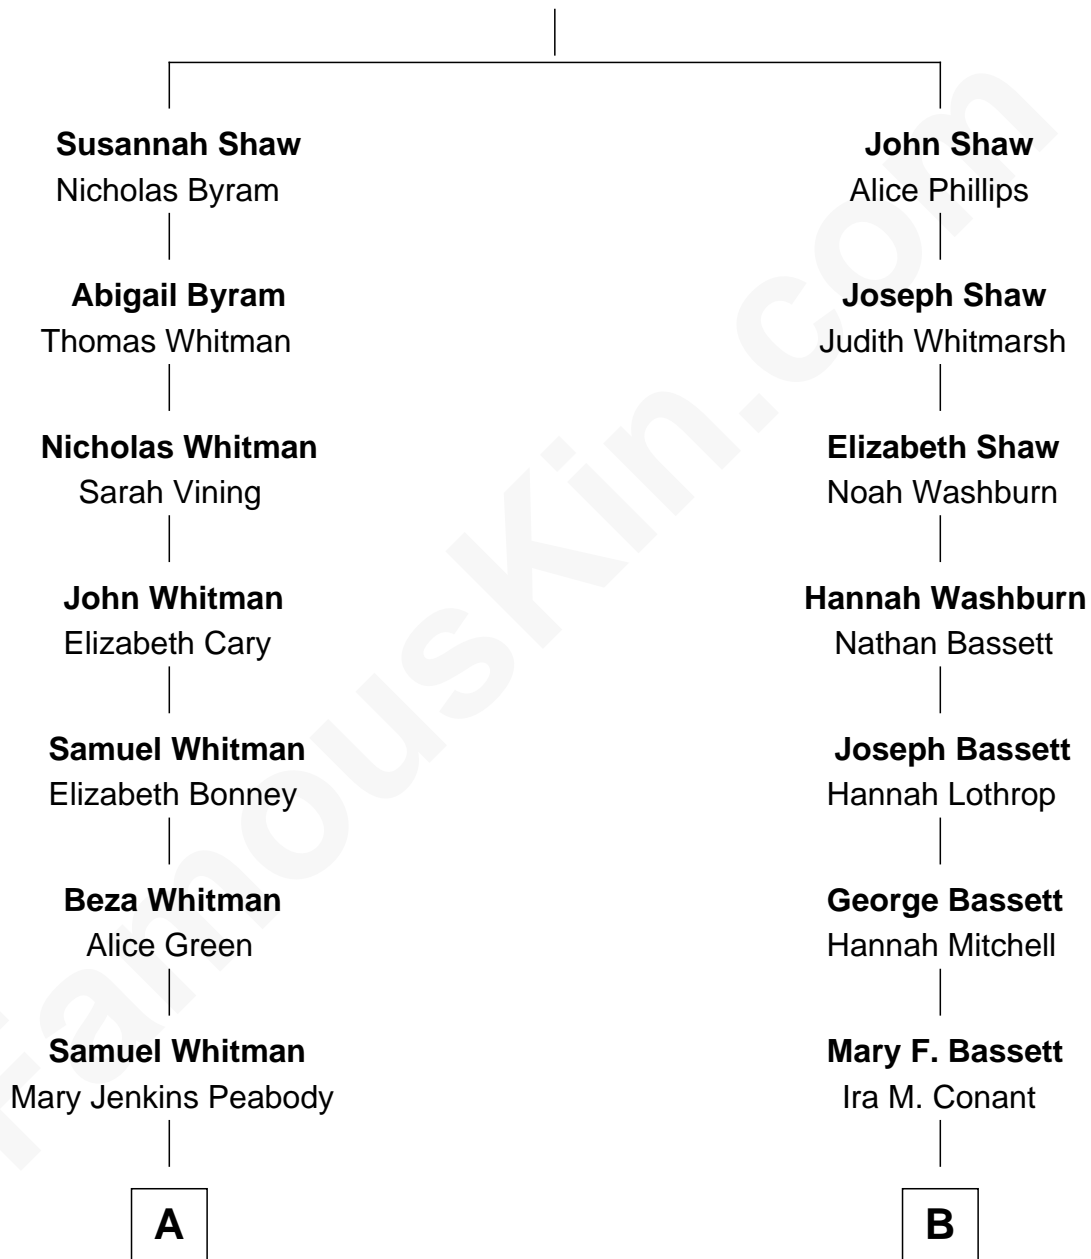 Susannah Shaw
Nicholas Byram
Abigail Byram
Thomas Whitman
Nicholas Whitman
Sarah Vining
John Whitman
Elizabeth Cary
Samuel Whitman
Elizabeth Bonney
Beza Whitman
Alice Green
Samuel Whitman
Mary Jenkins Peabody
A
John Shaw
Alice Phillips
Joseph Shaw
Judith Whitmarsh
Elizabeth Shaw
Noah Washburn
Hannah Washburn
Nathan Bassett
Joseph Bassett
Hannah Lothrop
George Bassett
Hannah Mitchell
Mary F. Bassett
Ira M. Conant
B
FamousKin.com